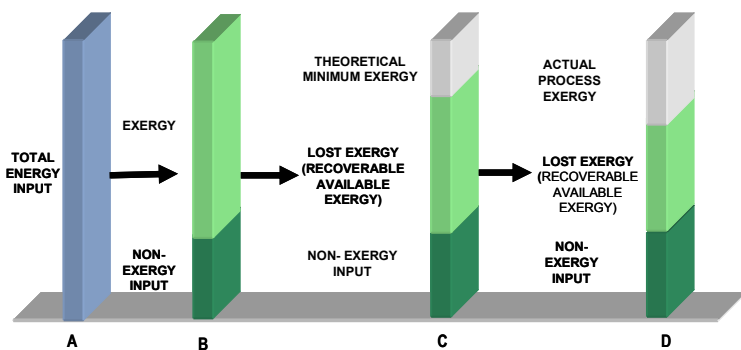 TOTAL
ENERGY
INPUT
EXERGY
NON-
EXERGY
INPUT
THEORETICAL
MINIMUM EXERGY
LOST EXERGY
(RECOVERABLE
AVAILABLE
EXERGY)
NON- EXERGY
INPUT
ACTUAL
PROCESS
EXERGY
LOST EXERGY
(RECOVERABLE
AVAILABLE
EXERGY)
NON-
EXERGY
INPUT
A
B
C
D